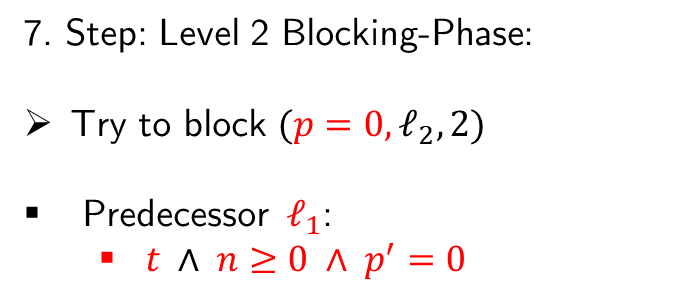 7. Step: Level 2 Blocking-Phase:
➢ Try to block (p = 0, ℓ₂, 2)
▪ Predecessor ℓ₁:
▪ t ∧ n ≥ 0 ∧ p′ = 0